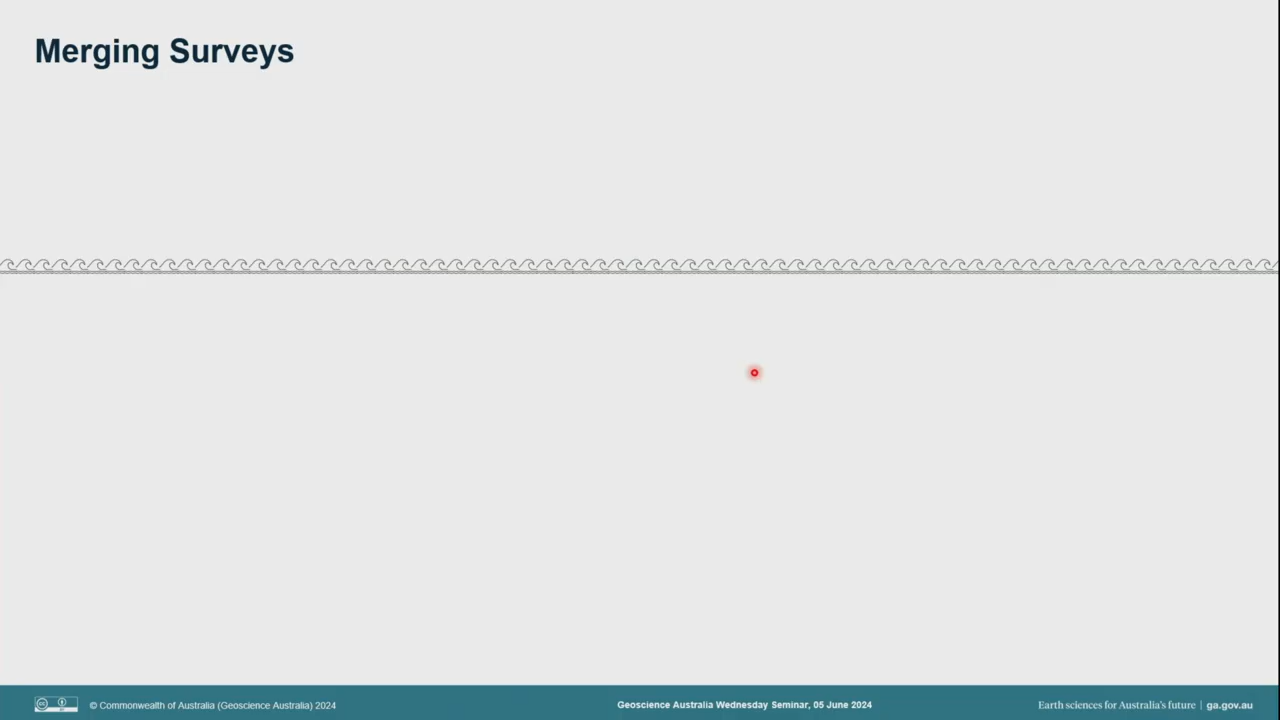 Merging Surveys
© Commonwealth of Australia (Geoscience Australia) 2024
Geoscience Australia Wednesday Seminar, 05 June 2024
Earth sciences for Australia's future | ga.gov.au